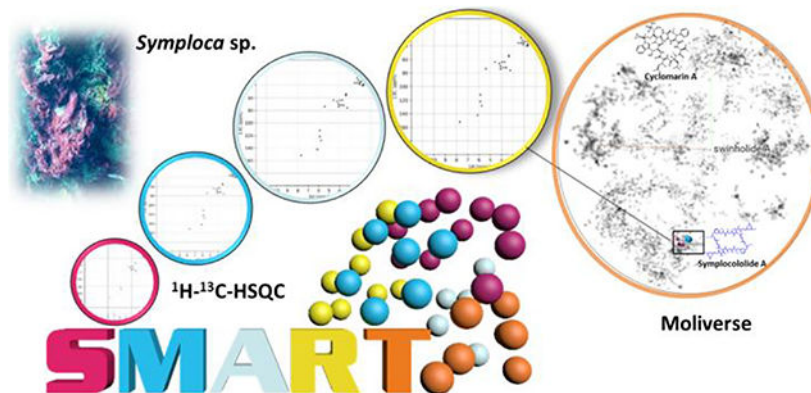 Symploca sp.
Cyclomarin A
swinholide A
Symplocolide A
¹H-¹³C-HSQC
Moliverse
SMART